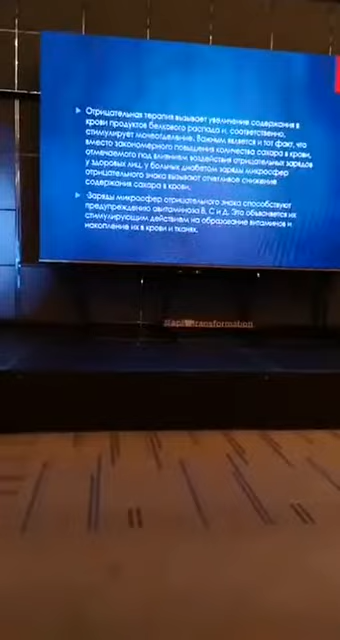 Отрицательная терапия вызывает увеличение содержания в
крови продуктов белкового распада и, соответственно,
стимулирует мочеотделение. Важным является и тот факт, что
вместо закономерного повышения количества сахара в крови,
отмечаемого под влиянием воздействия отрицательных зарядов
у здоровых лиц, у больных диабетом заряды микросфер
отрицательного знака вызывают отчетливое снижение
содержания сахара в крови.
Заряды микросфер отрицательного знака способствуют
предупреждению авитаминоза В, С и Д. Это объясняется их
стимулирующим действием на образование витаминов и
накопление их в крови и тканях.